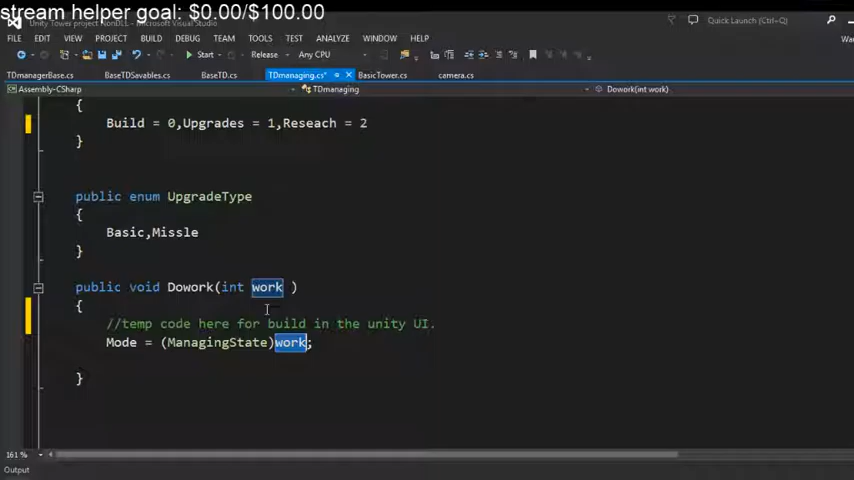 stream helper goal: $0.00/$100.00
Unity Tower project NonDLL - Microsoft Visual Studio
Quick Launch (Ctrl+Q)
FILE EDIT VIEW PROJECT BUILD DEBUG TEAM TOOLS TEST ANALYZE WINDOW HELP
Start Release Any CPU
TDmanagerBase.cs BaseTDSavables.cs BaseTD.cs TDmanaging.cs* BasicTower.cs camera.cs
Assembly-CSharp TDmanaging Dowork(int work)
{
Build = 0,Upgrades = 1,Reseach = 2
}
public enum UpgradeType
{
Basic,Missle
}
public void Dowork(int work )
{
//temp code here for build in the unity UI.
Mode = (ManagingState)work;
}
161 %
Output